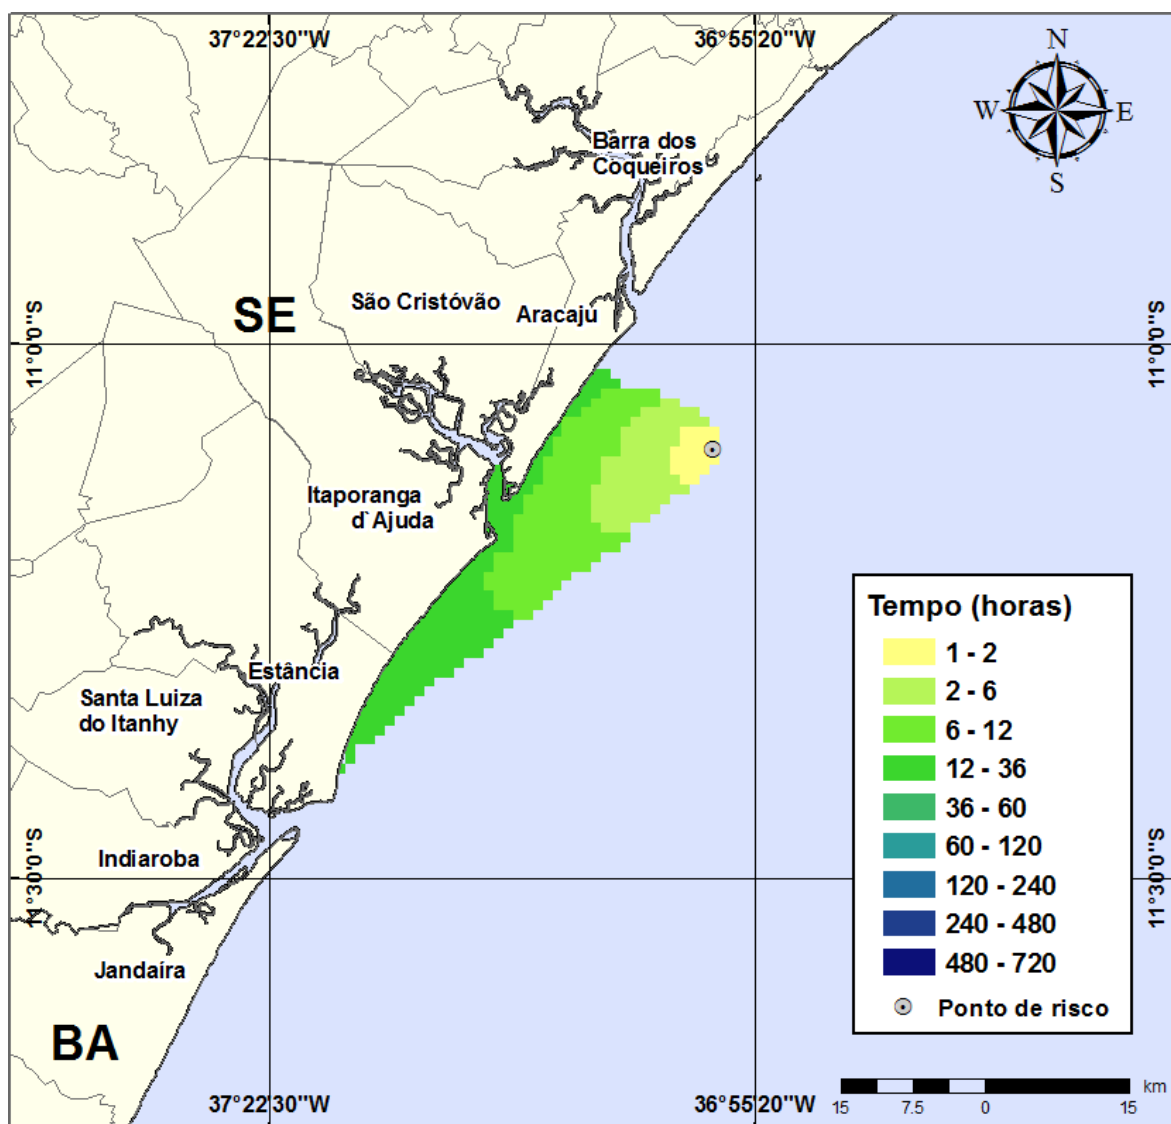 37°22'30"W
36°55'20"W
N
W
E
S
Barra dos
Coqueiros
SE
São Cristóvão
Aracaju
11°0'0"S
11°0'0"S
Itaporanga
d`Ajuda
Estância
Santa Luiza
do Itanhy
Indiaroba
11°30'0"S
11°30'0"S
Jandaíra
BA
Tempo (horas)
1 - 2
2 - 6
6 - 12
12 - 36
36 - 60
60 - 120
120 - 240
240 - 480
480 - 720
Ponto de risco
37°22'30"W
36°55'20"W
km
15
7.5
0
15